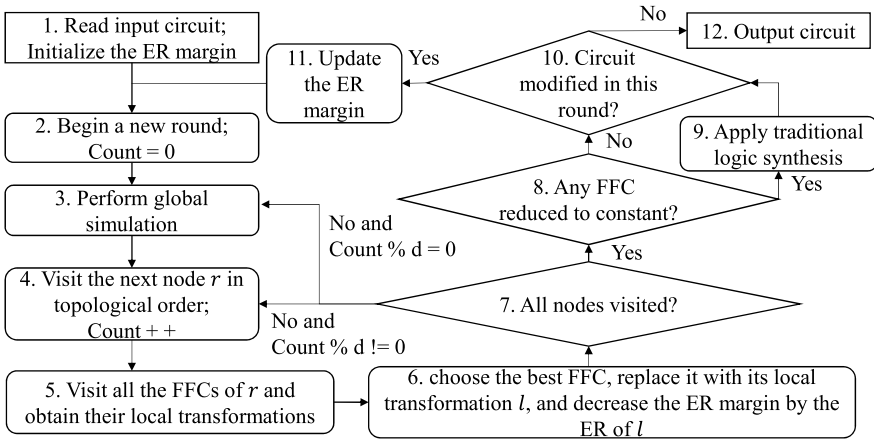 1. Read input circuit;
Initialize the ER margin
2. Begin a new round;
Count = 0
3. Perform global
simulation
4. Visit the next node r in
topological order;
Count + +
5. Visit all the FFCs of r and
obtain their local transformations
6. choose the best FFC, replace it with its local
transformation l, and decrease the ER margin by the
ER of l
7. All nodes visited?
No and
Count % d = 0
No and
Count % d != 0
Yes
8. Any FFC
reduced to constant?
Yes
9. Apply traditional
logic synthesis
No
10. Circuit
modified in this
round?
Yes
11. Update
the ER
margin
No
12. Output circuit